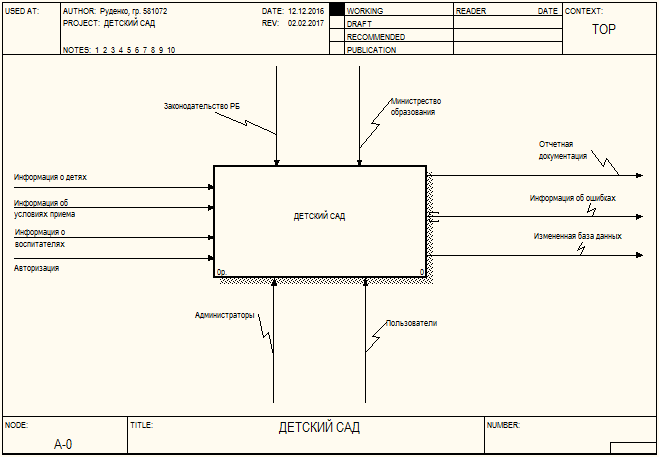 USED AT:
AUTHOR: Руденко, гр. 581072
DATE: 12.12.2016
PROJECT: ДЕТСКИЙ САД
REV: 02.02.2017
NOTES: 1 2 3 4 5 6 7 8 9 10
WORKING
DRAFT
RECOMMENDED
PUBLICATION
READER
DATE
CONTEXT:
TOP
Законодательство РБ
Министрество
образования
Информация о детях
Информация об
условиях приема
Информация о
воспитателях
Авторизация
ДЕТСКИЙ САД
0р.
0
Отчетная
документация
Информация об ошибках
Измененная база данных
Администраторы
Пользователи
NODE:
A-0
TITLE:
ДЕТСКИЙ САД
NUMBER: